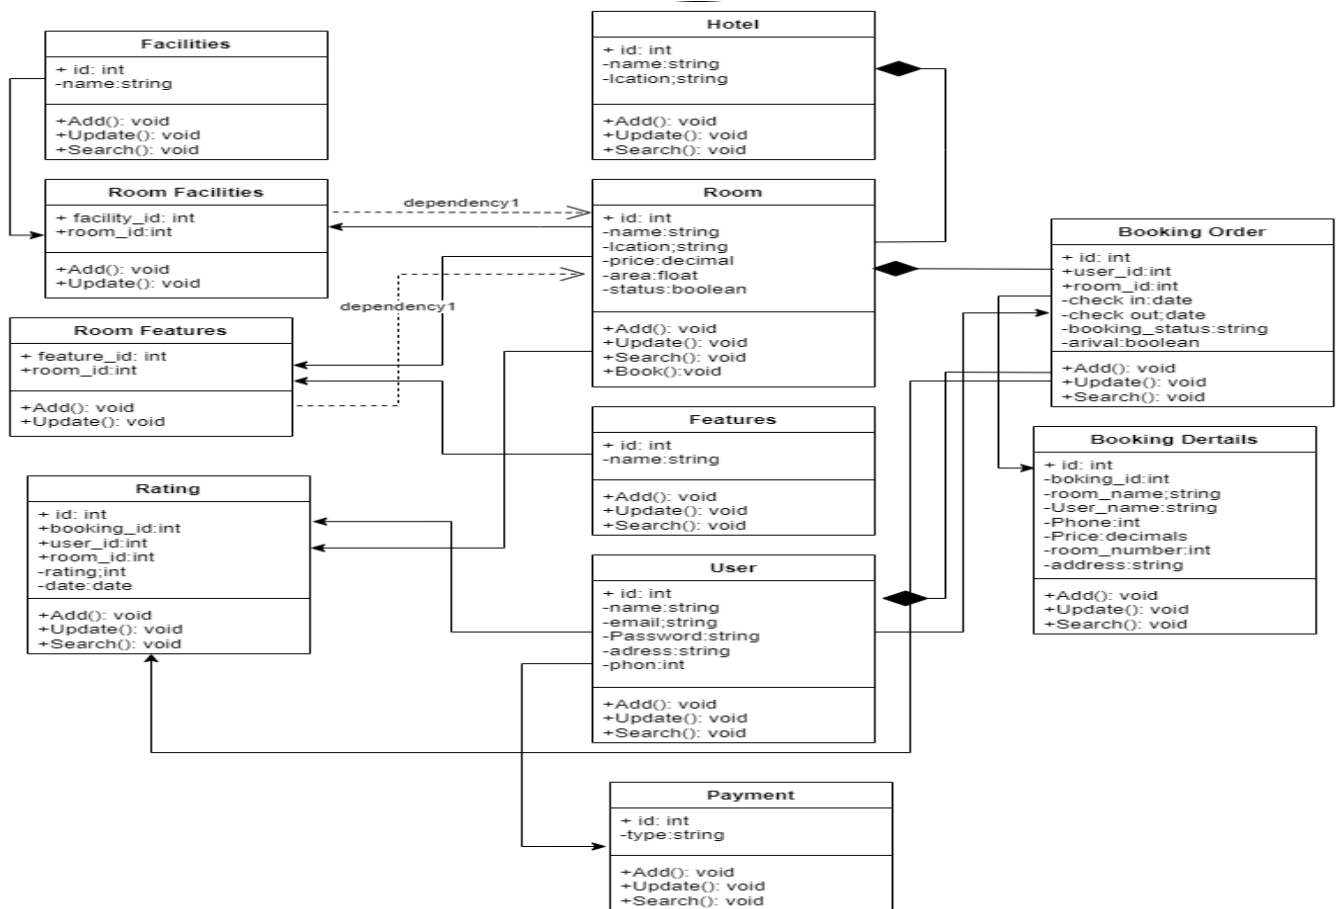 Facilities
+ id: int
-name:string
+Add(): void
+Update(): void
+Search(): void
Room Facilities
+ facility_id: int
+room_id:int
+Add(): void
+Update(): void
dependency1
dependency1
Room Features
+ feature_id: int
+room_id:int
+Add(): void
+Update(): void
Rating
+ id: int
+booking_id:int
+user_id:int
+room_id:int
-rating;int
-date:date
+Add(): void
+Update(): void
+Search(): void
Hotel
+ id: int
-name:string
-lcation;string
+Add(): void
+Update(): void
+Search(): void
Room
+ id: int
-name:string
-lcation;string
-price:decimal
-area:float
-status:boolean
+Add(): void
+Update(): void
+Search(): void
+Book():void
Features
+ id: int
-name:string
+Add(): void
+Update(): void
+Search(): void
User
+ id: int
-name:string
-email;string
-Password:string
-adress:string
-phon:int
+Add(): void
+Update(): void
+Search(): void
Payment
+ id: int
-type:string
+Add(): void
+Update(): void
+Search(): void
Booking Order
+ id: int
+user_id:int
+room_id:int
-check in:date
-check out;date
-booking_status:string
-arival:boolean
+Add(): void
+Update(): void
+Search(): void
Booking Dertails
+ id: int
-boking_id:int
-room_name;string
-User_name:string
-Phone:int
-Price:decimals
-room_number:int
-address:string
+Add(): void
+Update(): void
+Search(): void